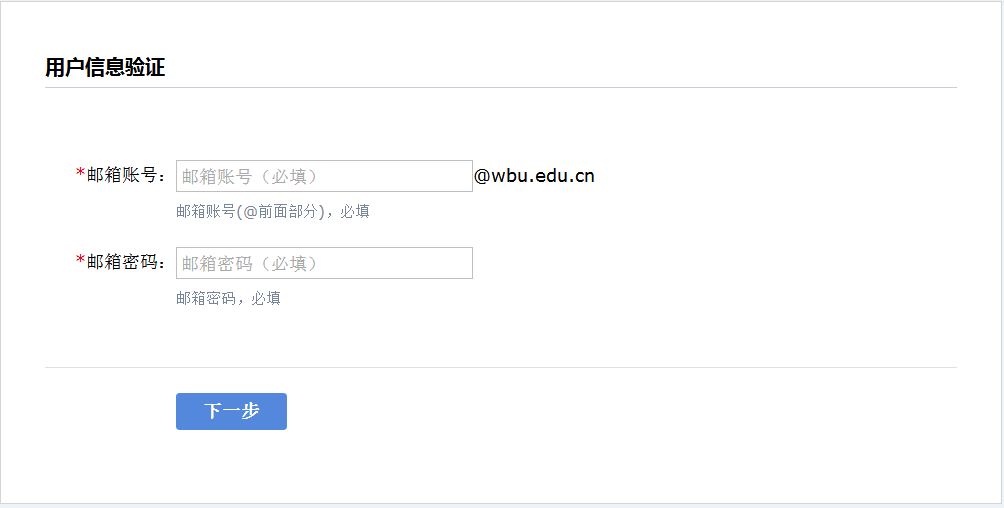 用户信息验证
*邮箱账号： 邮箱账号（必填） @wbu.edu.cn
邮箱账号(@前面部分)，必填
*邮箱密码： 邮箱密码（必填）
邮箱密码，必填
下一步